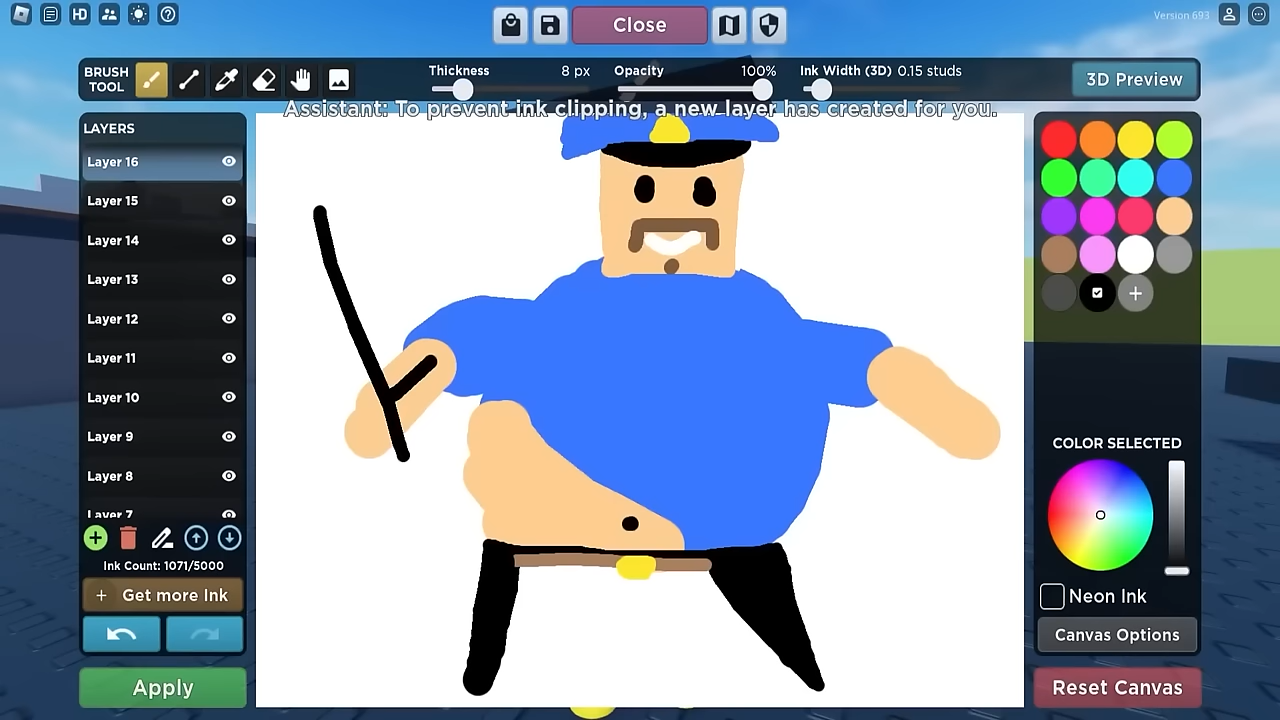 HD
Close
Version 693
BRUSH
TOOL
Thickness
8 px
Opacity
100%
Ink Width (3D) 0.15 studs
3D Preview
Assistant: To prevent ink clipping, a new layer has created for you.
LAYERS
Layer 16
Layer 15
Layer 14
Layer 13
Layer 12
Layer 11
Layer 10
Layer 9
Layer 8
Layer 7
Ink Count: 1071/5000
+ Get more Ink
Apply
COLOR SELECTED
Neon Ink
Canvas Options
Reset Canvas